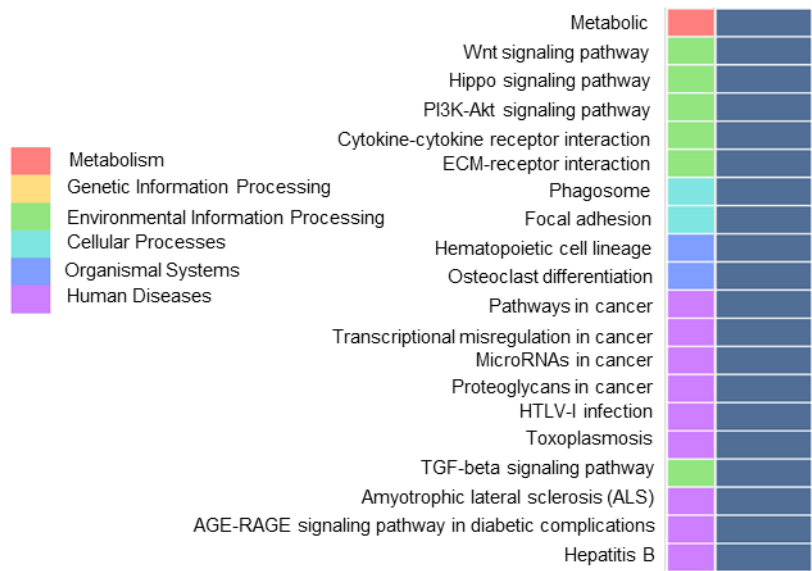 Metabolism
Genetic Information Processing
Environmental Information Processing
Cellular Processes
Organismal Systems
Human Diseases
Metabolic
Wnt signaling pathway
Hippo signaling pathway
PI3K-Akt signaling pathway
Cytokine-cytokine receptor interaction
ECM-receptor interaction
Phagosome
Focal adhesion
Hematopoietic cell lineage
Osteoclast differentiation
Pathways in cancer
Transcriptional misregulation in cancer
MicroRNAs in cancer
Proteoglycans in cancer
HTLV-I infection
Toxoplasmosis
TGF-beta signaling pathway
Amyotrophic lateral sclerosis (ALS)
AGE-RAGE signaling pathway in diabetic complications
Hepatitis B